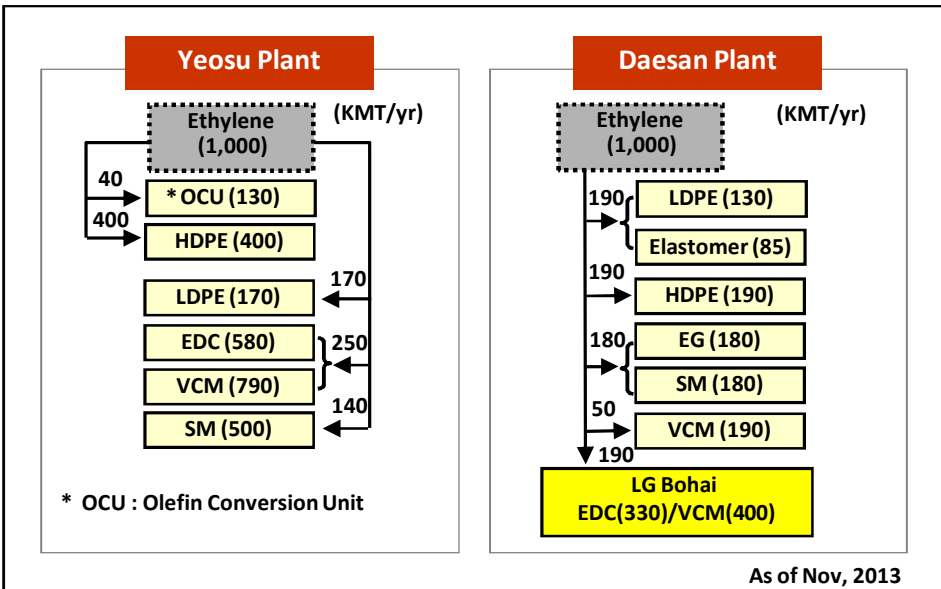 Yeosu Plant
(KMT/yr)
Ethylene
(1,000)
40
* OCU (130)
400
HDPE (400)
170
LDPE (170)
EDC (580)
250
VCM (790)
140
SM (500)
* OCU : Olefin Conversion Unit
Daesan Plant
(KMT/yr)
Ethylene
(1,000)
190
LDPE (130)
Elastomer (85)
190
HDPE (190)
180
EG (180)
SM (180)
50
VCM (190)
190
LG Bohai
EDC(330)/VCM(400)
As of Nov, 2013